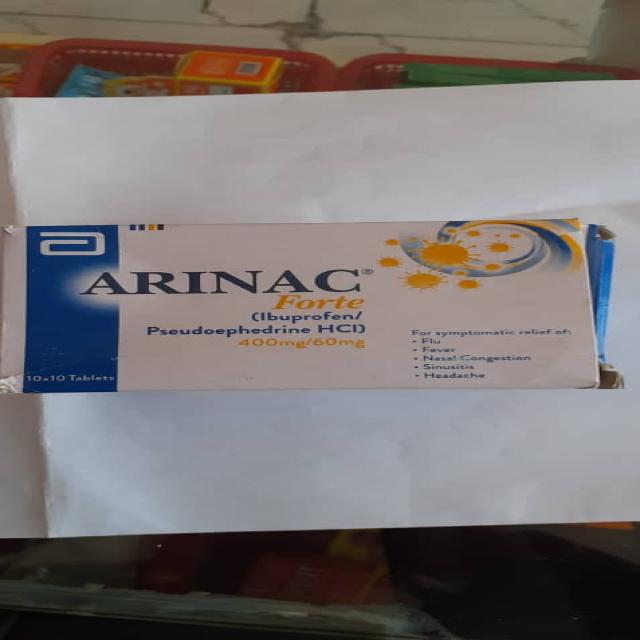 ARINAC®
Forte
(Ibuprofen/
Pseudoephedrine HCl)
400mg/60mg
10x10 Tablets
For symptomatic relief of:
• Flu
• Fever
• Nasal Congestion
• Sinusitis
• Headache